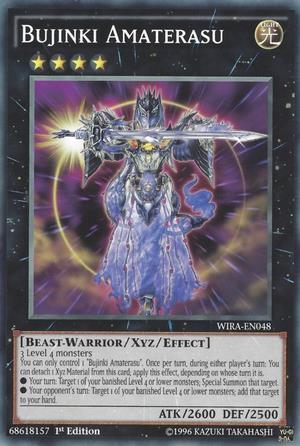 BUJINKI AMATERASU
LIGHT
光
WIRA-EN048
[BEAST-WARRIOR/XYZ/EFFECT]
3 Level 4 monsters
You can only control 1 "Bujinki Amaterasu". Once per turn, during either player's turn: You
can detach 1 Xyz Material from this card; apply this effect, depending on whose turn it is.
● Your turn: Target 1 of your banished Level 4 or lower monsters; Special Summon that target.
● Your opponent's turn: Target 1 of your banished Level 4 or lower monsters; add that target
to your hand.
ATK/2600 DEF/2500
68618157 1st Edition ©1996 KAZUKI TAKAHASHI